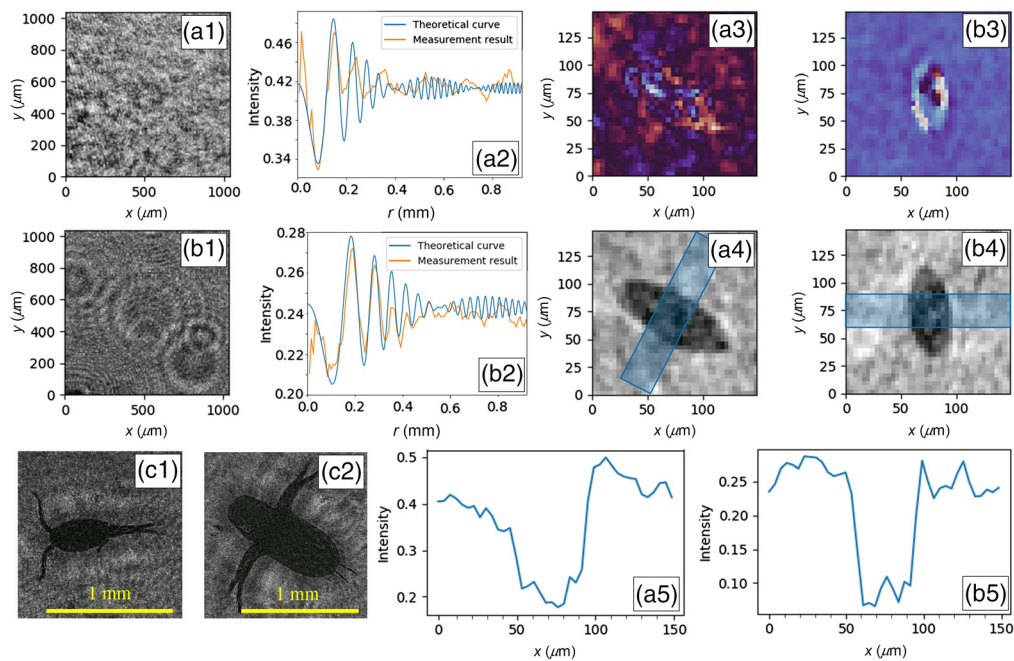 (a1)
1000
800
600
400
200
0
y (μm)
0 500 1000
x (μm)
(a2)
Theoretical curve
Measurement result
0.46
0.42
0.38
0.34
Intensity
0.0 0.2 0.4 0.6 0.8
r (mm)
(a3)
125
100
75
50
25
0
y (μm)
0 50 100
x (μm)
(b3)
125
100
75
50
25
0
y (μm)
0 50 100
x (μm)
(b1)
1000
800
600
400
200
0
y (μm)
0 500 1000
x (μm)
(b2)
Theoretical curve
Measurement result
0.28
0.26
0.24
0.22
0.20
Intensity
0.0 0.2 0.4 0.6 0.8
r (mm)
(a4)
125
100
75
50
25
0
y (μm)
0 50 100
x (μm)
(b4)
125
100
75
50
25
0
y (μm)
0 50 100
x (μm)
(c1)
1 mm
(c2)
1 mm
(a5)
0.5
0.4
0.3
0.2
Intensity
0 50 100 150
x (μm)
(b5)
0.25
0.20
0.15
0.10
Intensity
0 50 100 150
x (μm)